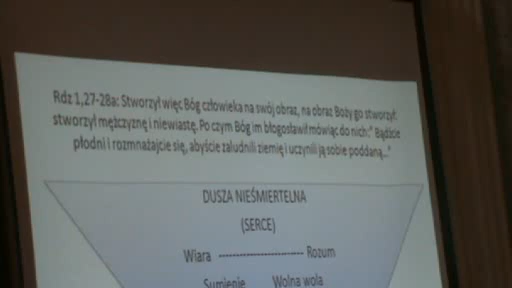 Rdz 1,27-28a: Stworzył więc Bóg człowieka na swój obraz, na obraz Boży go stworzył:
stworzył mężczyznę i niewiastę. Po czym Bóg im błogosławił mówiąc do nich:" Bądźcie
płodni i rozmnażajcie się, abyście zaludnili ziemię i uczynili ją sobie poddaną..."
DUSZA NIEŚMIERTELNA
(SERCE)
Wiara ------------------------ Rozum
Sumienie Wolna wola